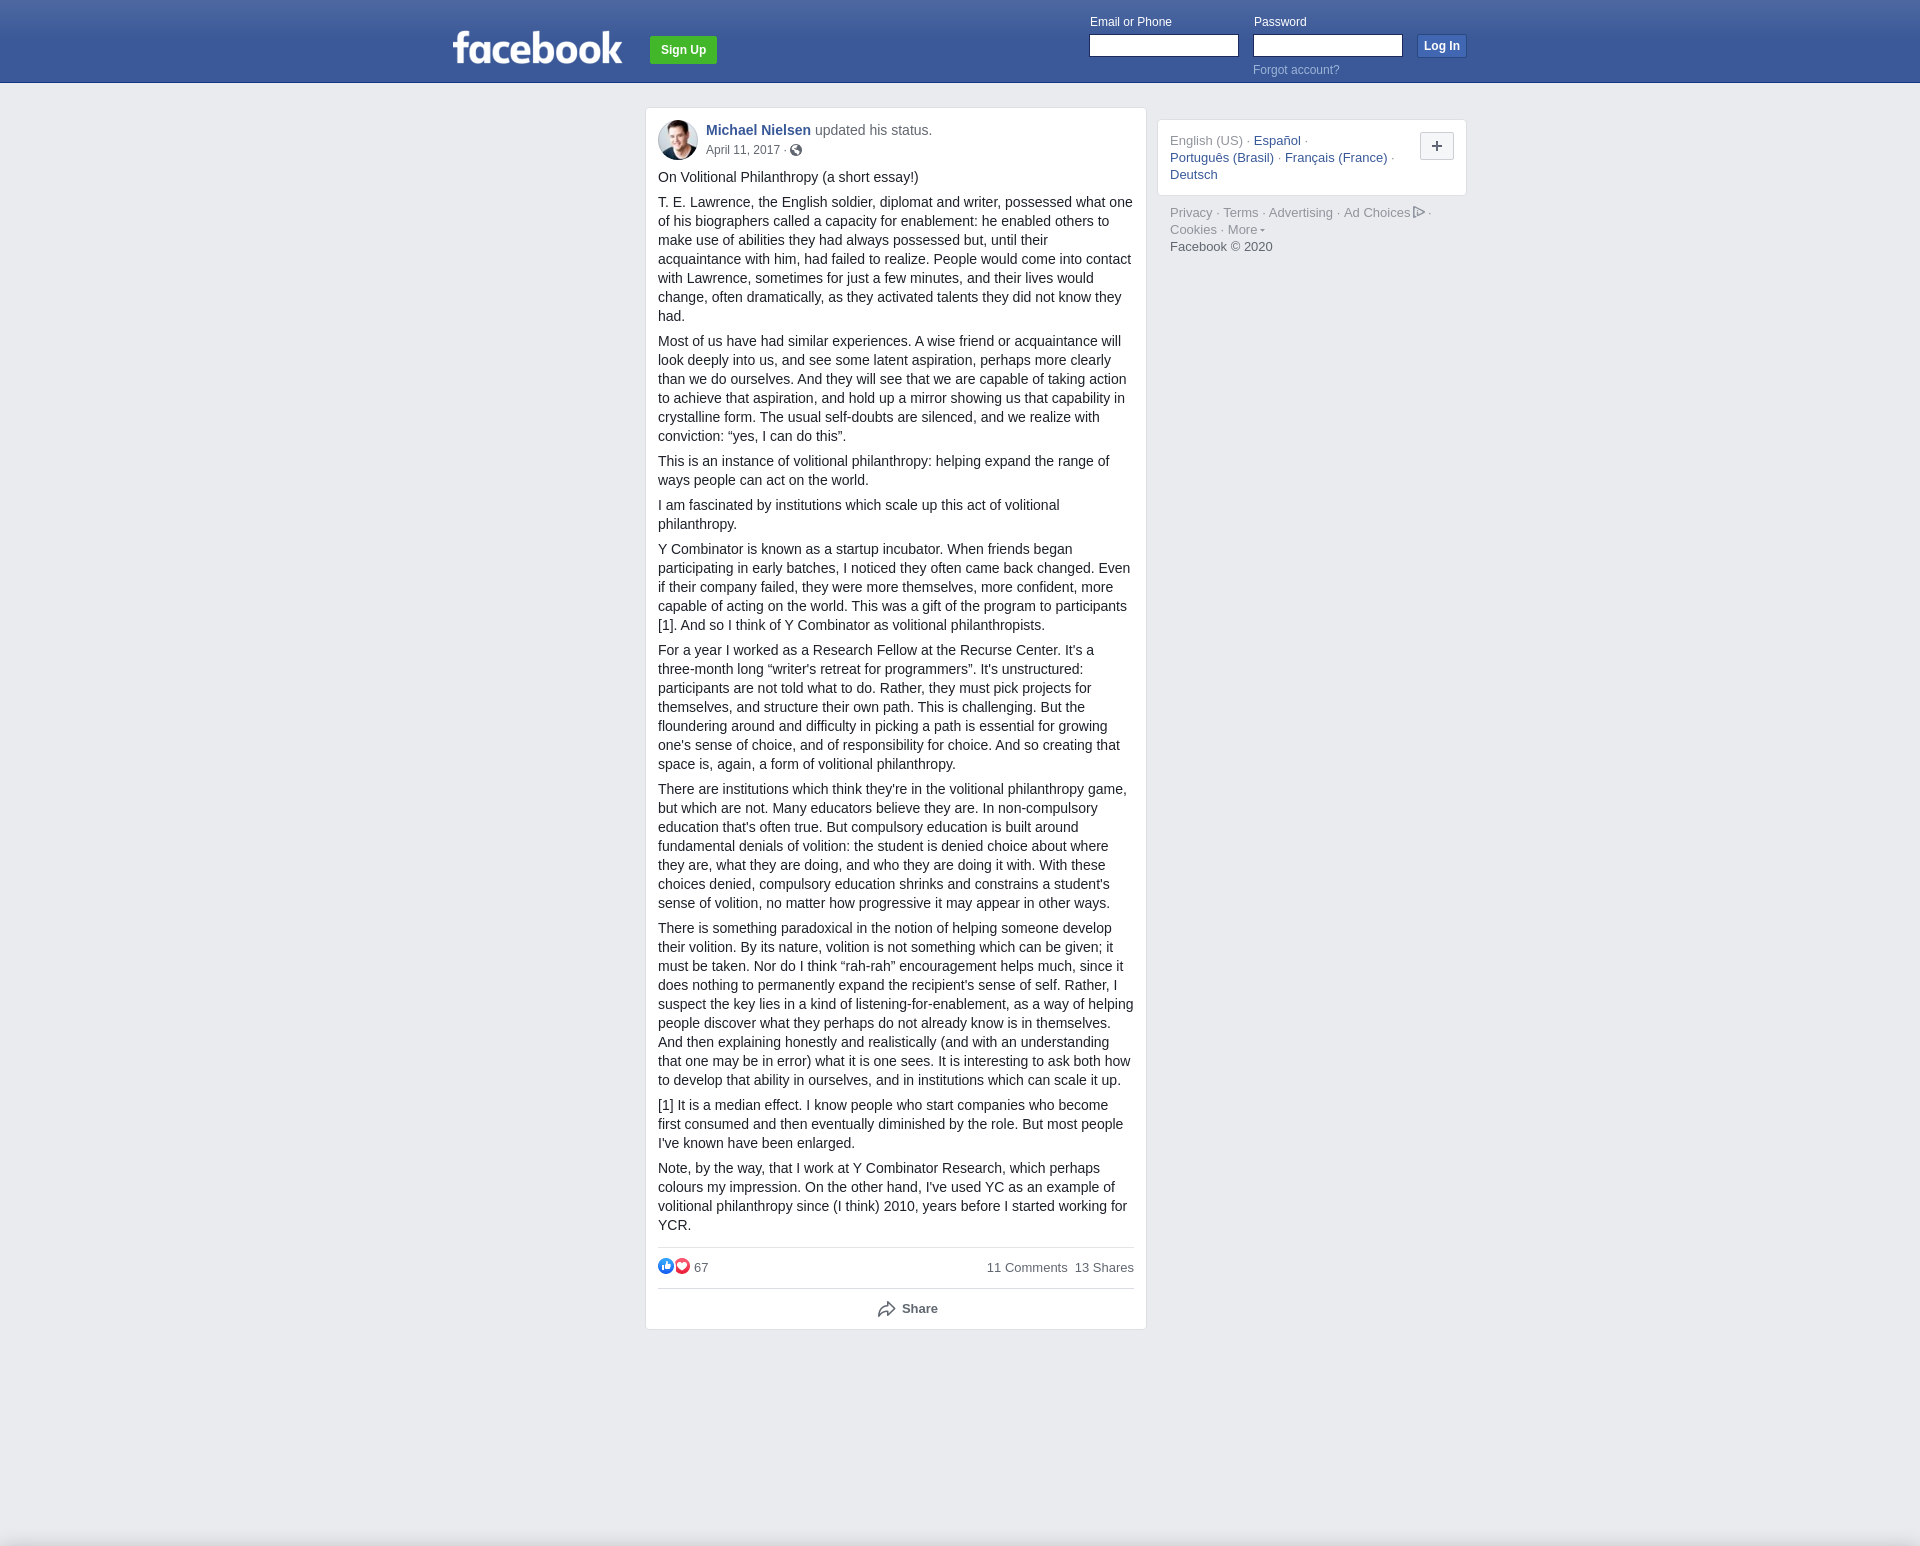 facebook
Sign Up
Email or Phone
Password
Log In
Forgot account?
Michael Nielsen updated his status.
April 11, 2017 ·
On Volitional Philanthropy (a short essay!)
T. E. Lawrence, the English soldier, diplomat and writer, possessed what one
of his biographers called a capacity for enablement: he enabled others to
make use of abilities they had always possessed but, until their
acquaintance with him, had failed to realize. People would come into contact
with Lawrence, sometimes for just a few minutes, and their lives would
change, often dramatically, as they activated talents they did not know they
had.
Most of us have had similar experiences. A wise friend or acquaintance will
look deeply into us, and see some latent aspiration, perhaps more clearly
than we do ourselves. And they will see that we are capable of taking action
to achieve that aspiration, and hold up a mirror showing us that capability in
crystalline form. The usual self-doubts are silenced, and we realize with
conviction: “yes, I can do this”.
This is an instance of volitional philanthropy: helping expand the range of
ways people can act on the world.
I am fascinated by institutions which scale up this act of volitional
philanthropy.
Y Combinator is known as a startup incubator. When friends began
participating in early batches, I noticed they often came back changed. Even
if their company failed, they were more themselves, more confident, more
capable of acting on the world. This was a gift of the program to participants
[1]. And so I think of Y Combinator as volitional philanthropists.
For a year I worked as a Research Fellow at the Recurse Center. It's a
three-month long “writer's retreat for programmers”. It's unstructured:
participants are not told what to do. Rather, they must pick projects for
themselves, and structure their own path. This is challenging. But the
floundering around and difficulty in picking a path is essential for growing
one's sense of choice, and of responsibility for choice. And so creating that
space is, again, a form of volitional philanthropy.
There are institutions which think they're in the volitional philanthropy game,
but which are not. Many educators believe they are. In non-compulsory
education that's often true. But compulsory education is built around
fundamental denials of volition: the student is denied choice about where
they are, what they are doing, and who they are doing it with. With these
choices denied, compulsory education shrinks and constrains a student's
sense of volition, no matter how progressive it may appear in other ways.
There is something paradoxical in the notion of helping someone develop
their volition. By its nature, volition is not something which can be given; it
must be taken. Nor do I think “rah-rah” encouragement helps much, since it
does nothing to permanently expand the recipient's sense of self. Rather, I
suspect the key lies in a kind of listening-for-enablement, as a way of helping
people discover what they perhaps do not already know is in themselves.
And then explaining honestly and realistically (and with an understanding
that one may be in error) what it is one sees. It is interesting to ask both how
to develop that ability in ourselves, and in institutions which can scale it up.
[1] It is a median effect. I know people who start companies who become
first consumed and then eventually diminished by the role. But most people
I've known have been enlarged.
Note, by the way, that I work at Y Combinator Research, which perhaps
colours my impression. On the other hand, I've used YC as an example of
volitional philanthropy since (I think) 2010, years before I started working for
YCR.
67
11 Comments 13 Shares
Share
English (US) · Español ·
Português (Brasil) · Français (France) ·
Deutsch
Privacy · Terms · Advertising · Ad Choices ·
Cookies · More
Facebook © 2020